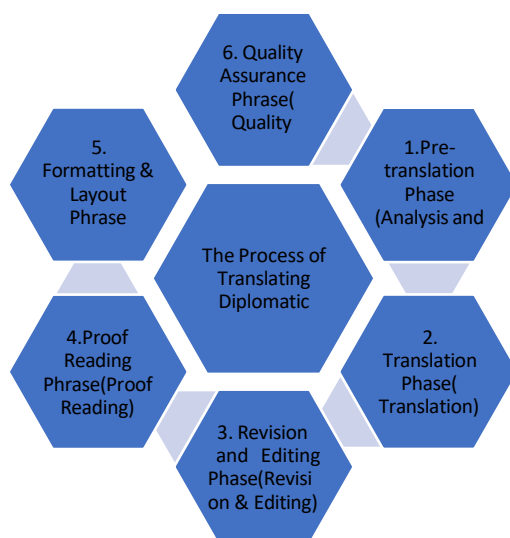 6. Quality
Assurance
Phrase(
Quality
1.Pre-
translation
Phase
(Analysis and
2.
Translation
Phase(
Translation)
3. Revision
and Editing
Phase(Revisi
on & Editing)
4.Proof
Reading
Phrase(Proof
Reading)
5.
Formatting &
Layout
Phrase
The Process of
Translating
Diplomatic